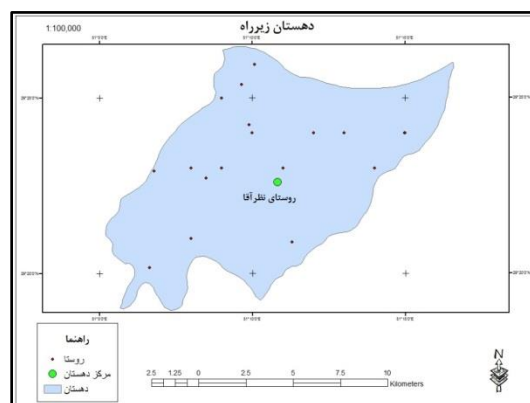 دهستان زیرراه
1:100,000
روستای نظرآقا
راهنما
روستا
مرکز دهستان
دهستان
2.5 1.25 0 2.5 5 7.5 10
Kilometers
N